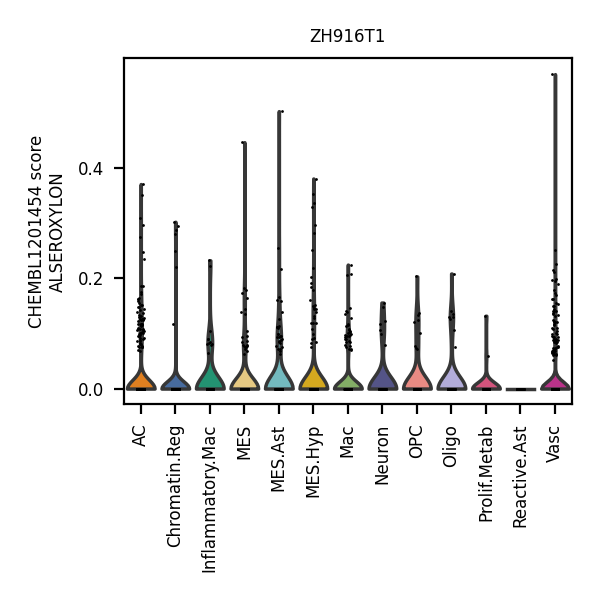 ZH916T1
CHEMBL1201454 score
ALSEROXYLON
0.4
0.2
0.0
AC
Chromatin.Reg
Inflammatory.Mac
MES
MES.Ast
MES.Hyp
Mac
Neuron
OPC
Oligo
Prolif.Metab
Reactive.Ast
Vasc